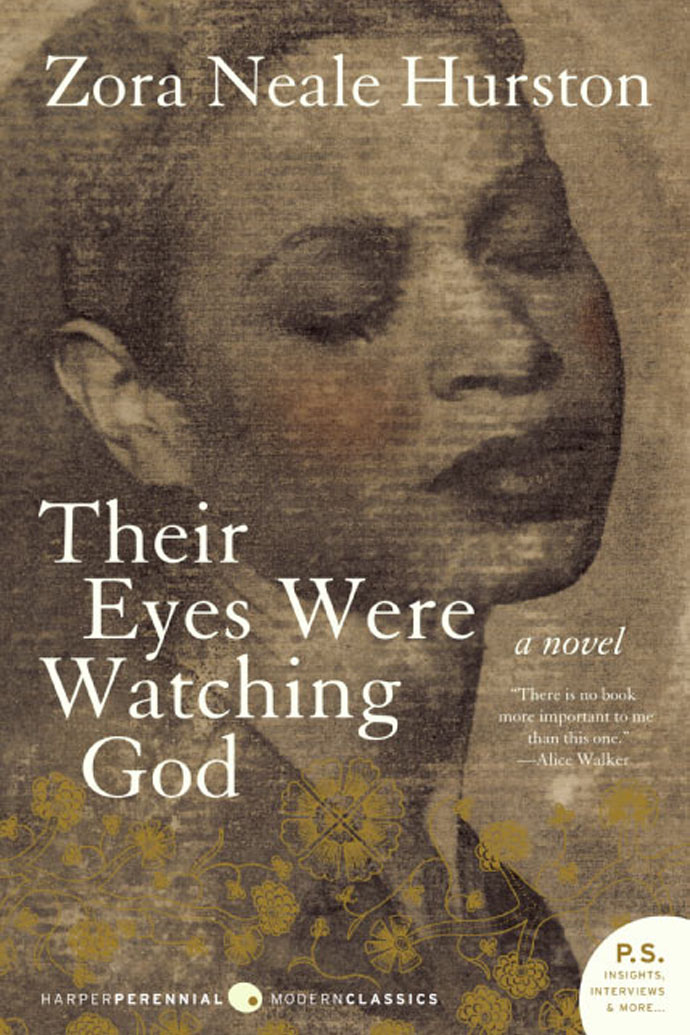 Zora Neale Hurston
Their
Eyes Were
Watching
God
a novel
“There is no book
more important to me
than this one.”
—Alice Walker
P.S.
INSIGHTS,
INTERVIEWS
& MORE...
HARPERPERENNIAL MODERNCLASSICS